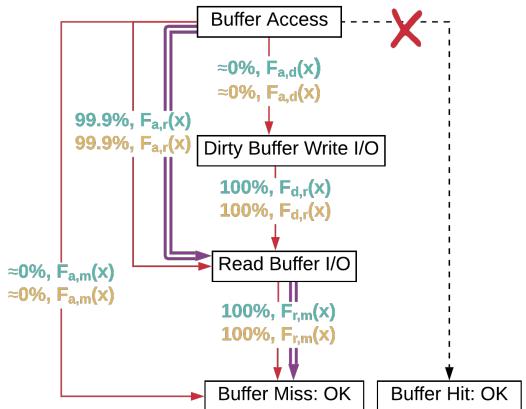 Buffer Access
≈0%, Fa,d(x)
≈0%, Fa,d(x)
99.9%, Fa,r(x)
99.9%, Fa,r(x)
Dirty Buffer Write I/O
100%, Fd,r(x)
100%, Fd,r(x)
Read Buffer I/O
≈0%, Fa,m(x)
≈0%, Fa,m(x)
100%, Fr,m(x)
100%, Fr,m(x)
Buffer Miss: OK
Buffer Hit: OK